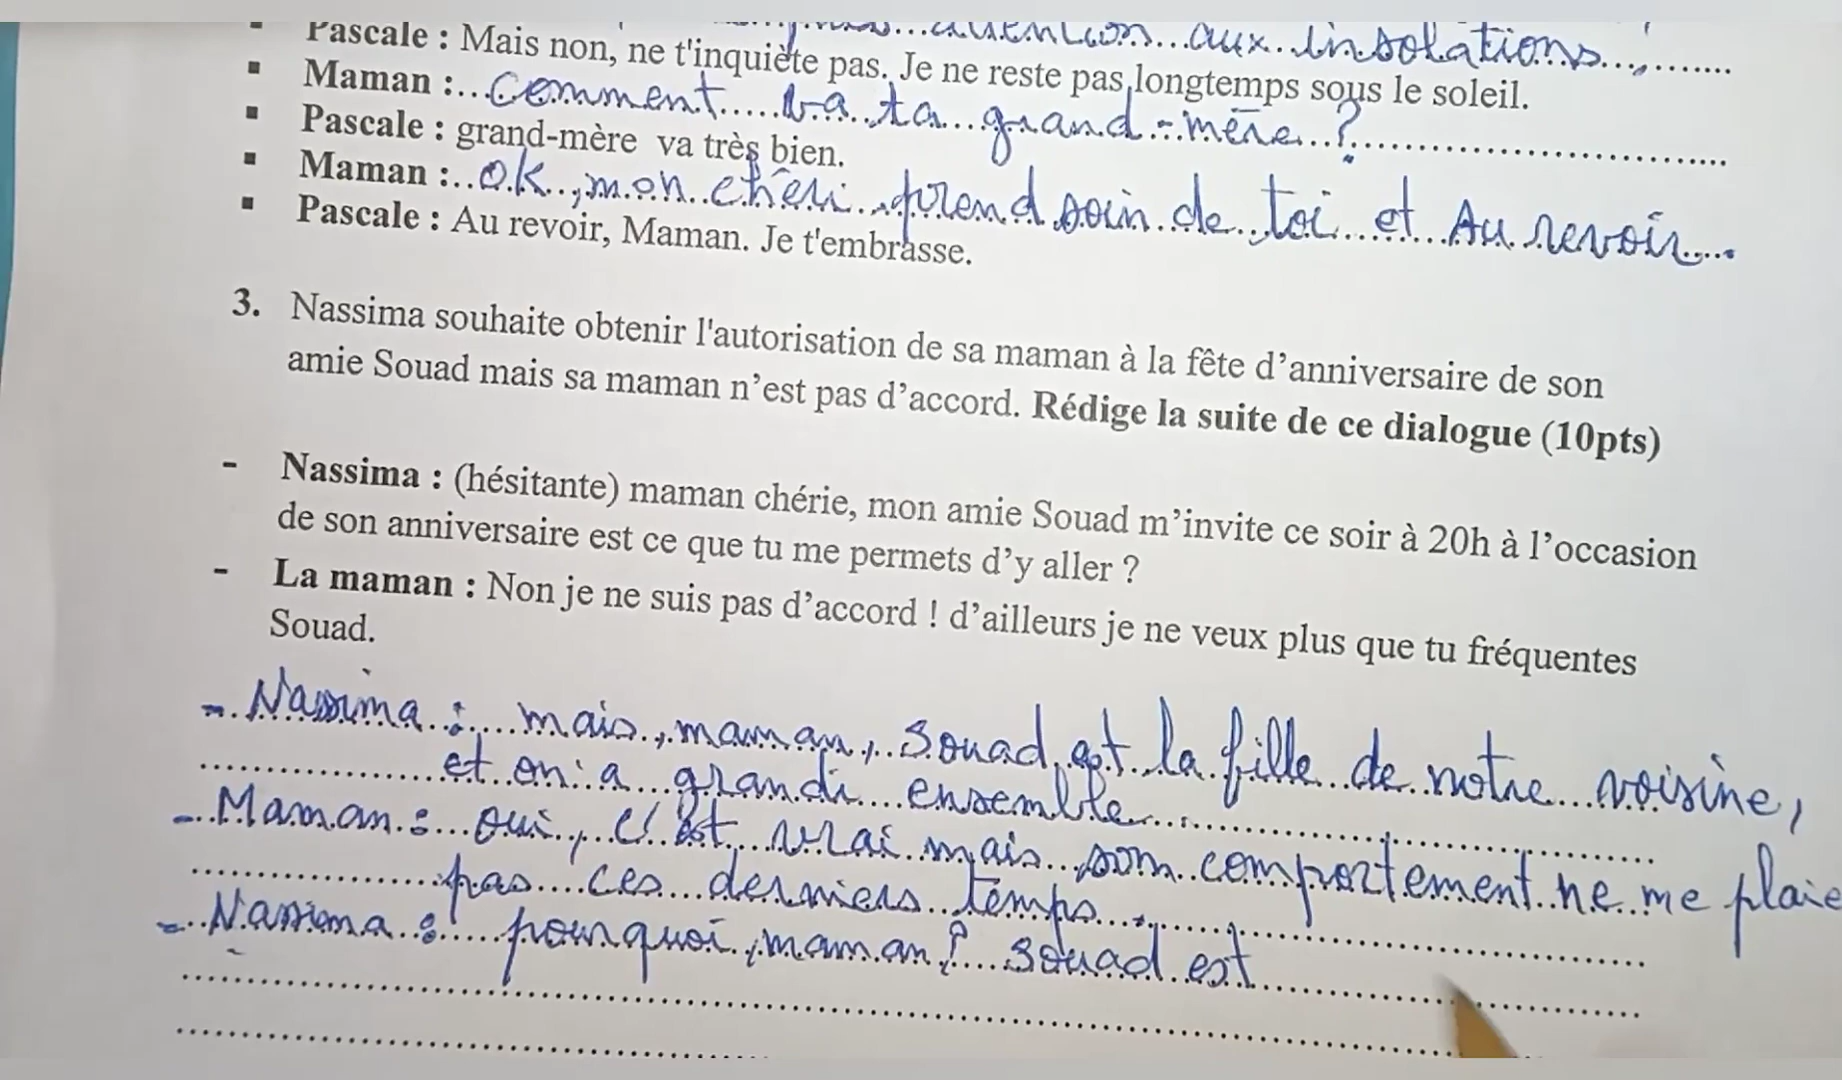 attention aux insolations
Pascale : Mais non, ne t'inquiète pas. Je ne reste pas longtemps sous le soleil.
Maman : Comment va ta grand-mère ?
Pascale : grand-mère va très bien.
Maman : ok, mon chéri prend soin de toi et Au revoir
Pascale : Au revoir, Maman. Je t'embrasse.
3. Nassima souhaite obtenir l'autorisation de sa maman à la fête d'anniversaire de son
amie Souad mais sa maman n'est pas d'accord. Rédige la suite de ce dialogue (10pts)
- Nassima : (hésitante) maman chérie, mon amie Souad m'invite ce soir à 20h à l'occasion
de son anniversaire est ce que tu me permets d'y aller ?
- La maman : Non je ne suis pas d'accord ! d'ailleurs je ne veux plus que tu fréquentes
Souad.
- Nassima : mais, maman, Souad est la fille de notre voisine,
et on a grandi ensemble
- Maman : oui, c'est vrai mais son comportement ne me plaie
pas ces derniers temps.
- Nassima : pourquoi, maman ? Souad est